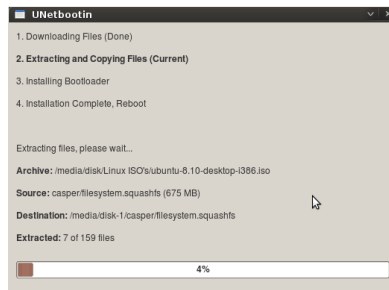 UNetbootin
1. Downloading Files (Done)
2. Extracting and Copying Files (Current)
3. Installing Bootloader
4. Installation Complete, Reboot
Extracting files, please wait...
Archive: /media/disk/Linux ISO's/ubuntu-8.10-desktop-i386.iso
Source: casper/filesystem.squashfs (675 MB)
Destination: /media/disk-1/casper/filesystem.squashfs
Extracted: 7 of 159 files
4%